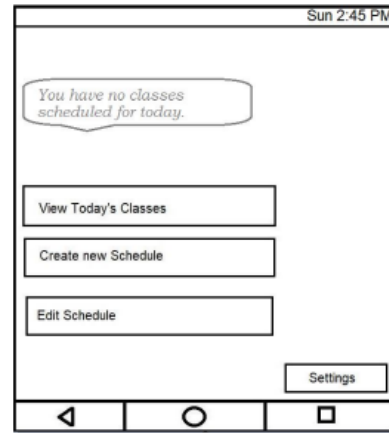 Sun 2:45 PM
You have no classes
scheduled for today.
View Today's Classes
Create new Schedule
Edit Schedule
Settings